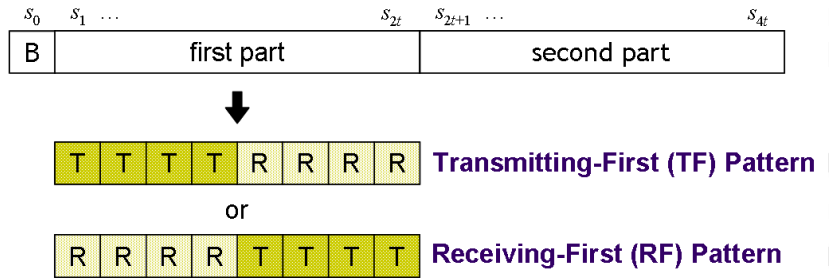 s0 s1 ... s2t s2t+1 ... s4t
B first part second part
T T T T R R R R Transmitting-First (TF) Pattern
or
R R R R T T T T Receiving-First (RF) Pattern